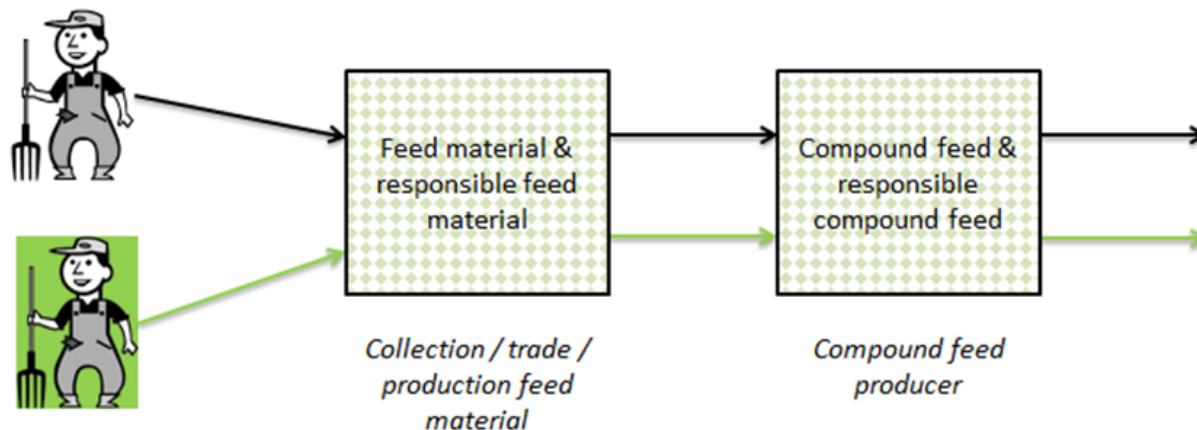 Feed material &
responsible feed
material
Compound feed &
responsible
compound feed
Collection / trade /
production feed
material
Compound feed
producer